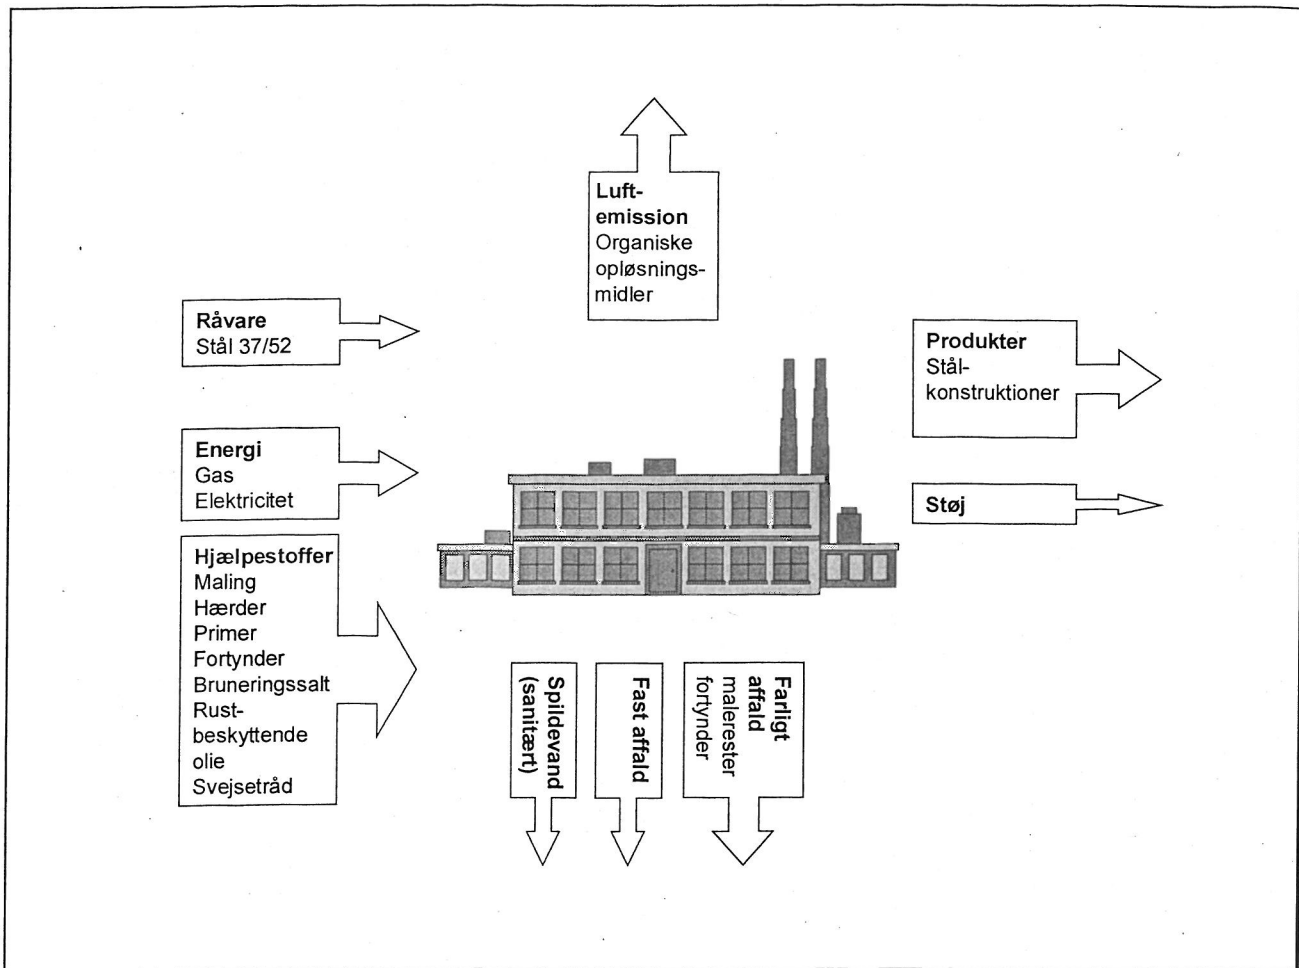 Luft-
emission
Organiske
opløsnings-
midler
Råvare
Stål 37/52
Energi
Gas
Elektricitet
Hjælpestoffer
Maling
Hærder
Primer
Fortynder
Bruneringssalt
Rust-
beskyttende
olie
Svejsetråd
Produkter
Stål-
konstruktioner
Støj
Spildevand
(sanitært)
Fast affald
Farligt
affald
malerester
fortynder